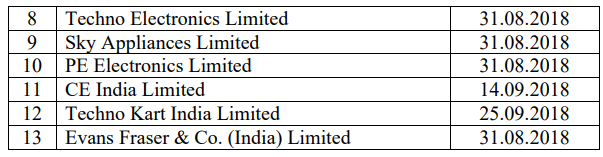 8 Techno Electronics Limited 31.08.2018
9 Sky Appliances Limited 31.08.2018
10 PE Electronics Limited 31.08.2018
11 CE India Limited 14.09.2018
12 Techno Kart India Limited 25.09.2018
13 Evans Fraser & Co. (India) Limited 31.08.2018